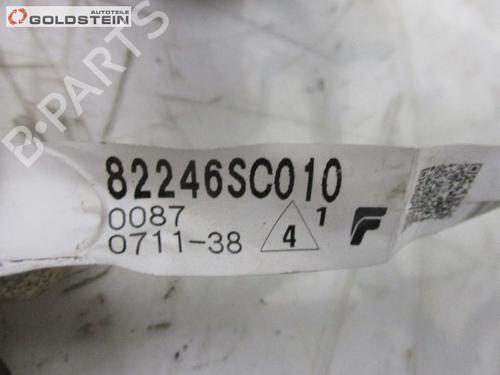 AUTOTEILE
GOLDSTEIN
B-PARTS
82246SC010
0087
0711-38
4
1
F